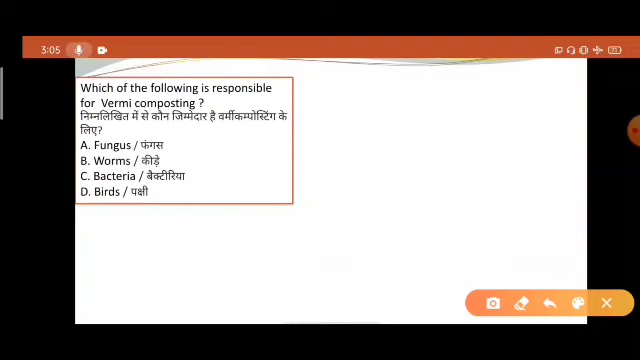 3:05
71
Which of the following is responsible
for Vermi composting ?
निम्नलिखित में से कौन जिम्मेदार है वर्मीकम्पोस्टिंग के
लिए?
A. Fungus / फंगस
B. Worms / कीड़े
C. Bacteria / बैक्टीरिया
D. Birds / पक्षी